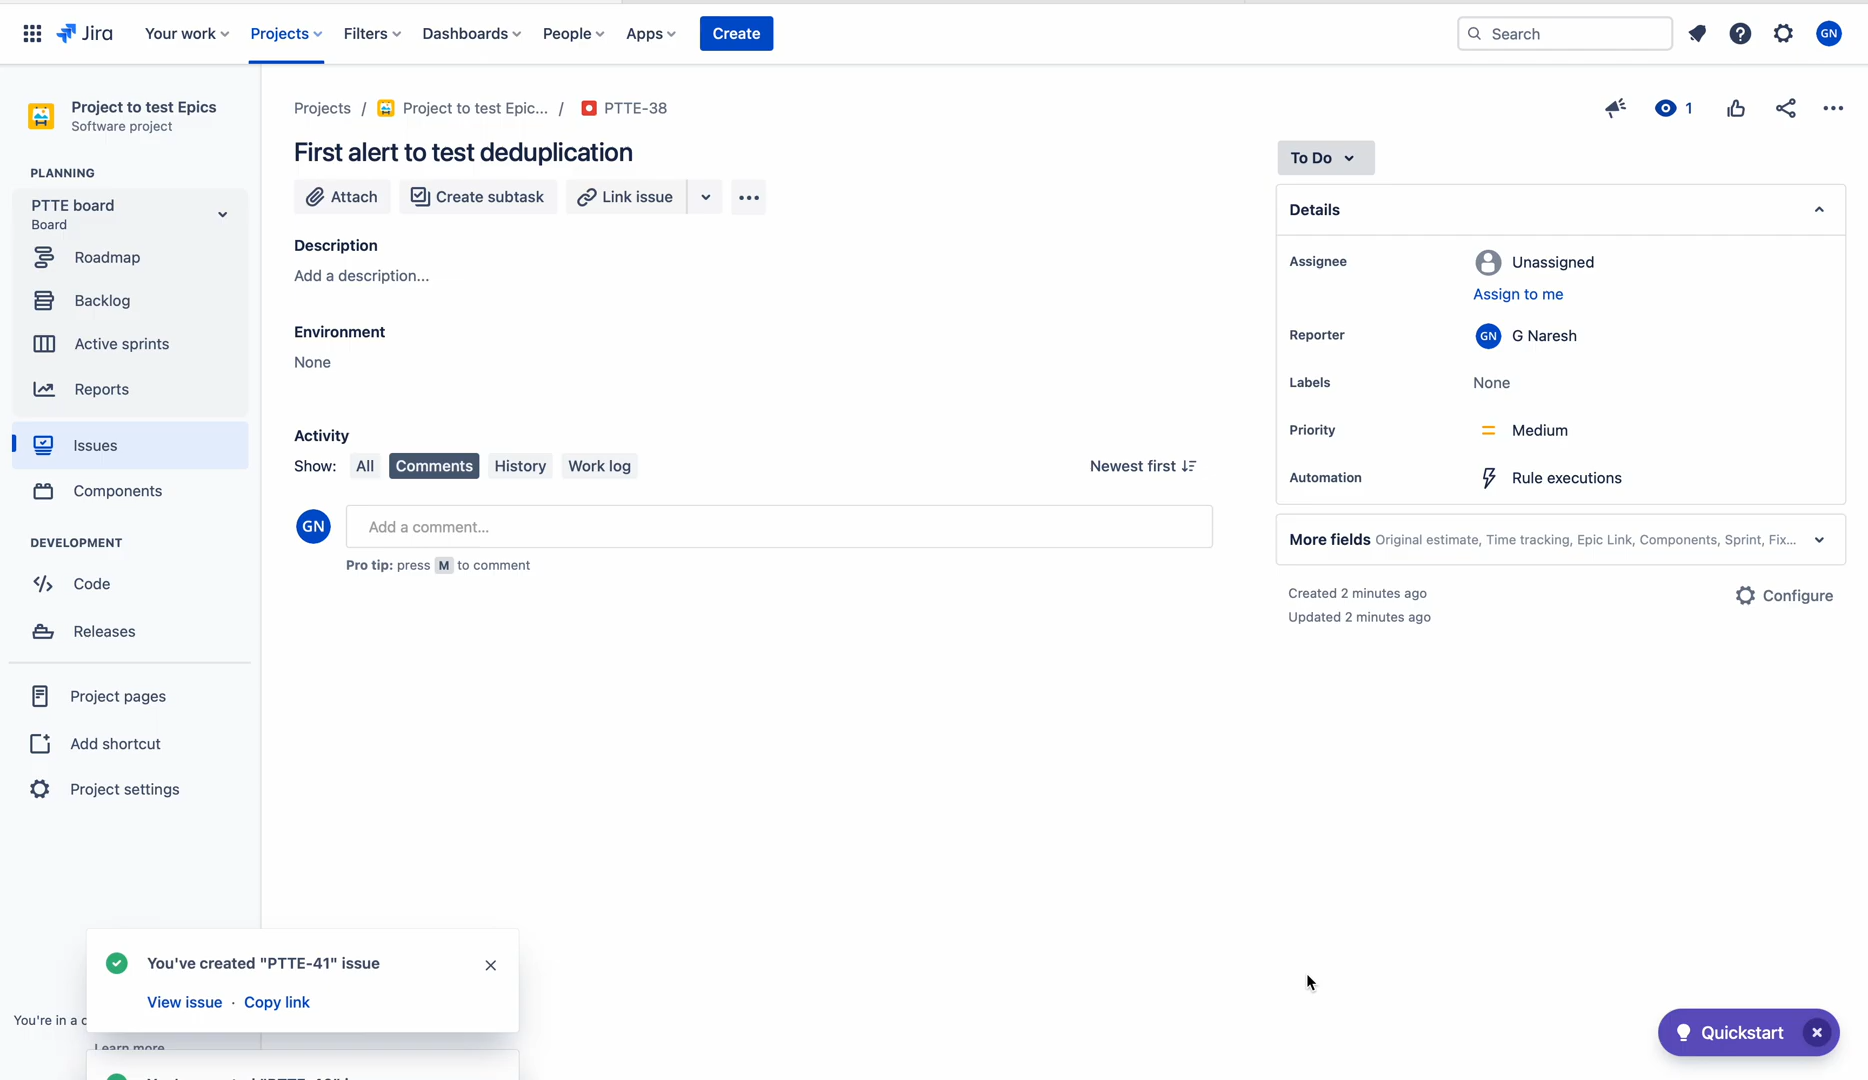 Jira
Your work
Projects
Filters
Dashboards
People
Apps
Create
Search
GN
Project to test Epics
Software project
PLANNING
PTTE board
Board
Roadmap
Backlog
Active sprints
Reports
Issues
Components
DEVELOPMENT
Code
Releases
Project pages
Add shortcut
Project settings
You're in a
Learn more
Projects / Project to test Epic... / PTTE-38
1
First alert to test deduplication
Attach
Create subtask
Link issue
Description
Add a description...
Environment
None
Activity
Show: All Comments History Work log
Newest first
GN
Add a comment...
Pro tip: press M to comment
To Do
Details
Assignee
Unassigned
Assign to me
Reporter
GN G Naresh
Labels
None
Priority
Medium
Automation
Rule executions
More fields Original estimate, Time tracking, Epic Link, Components, Sprint, Fix...
Created 2 minutes ago
Updated 2 minutes ago
Configure
You've created "PTTE-41" issue
View issue · Copy link
Quickstart